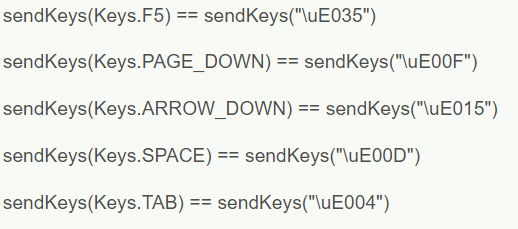 sendKeys(Keys.F5) == sendKeys("\uE035")
sendKeys(Keys.PAGE_DOWN) == sendKeys("\uE00F")
sendKeys(Keys.ARROW_DOWN) == sendKeys("\uE015")
sendKeys(Keys.SPACE) == sendKeys("\uE00D")
sendKeys(Keys.TAB) == sendKeys("\uE004")